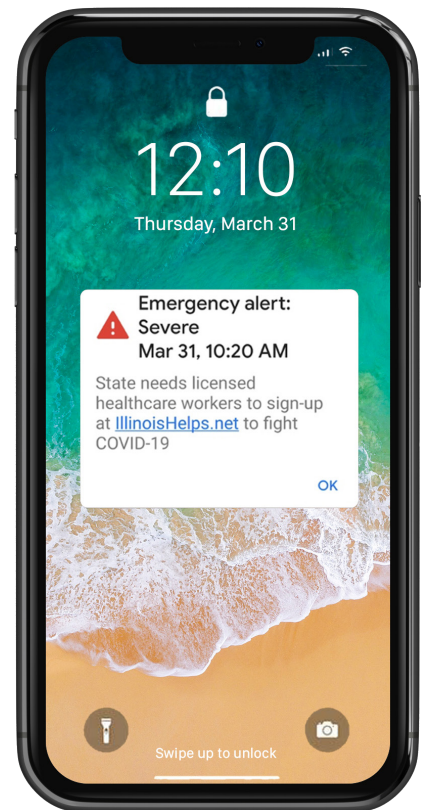 12:10
Thursday, March 31
Emergency alert:
Severe
Mar 31, 10:20 AM
State needs licensed
healthcare workers to sign-up
at IllinoisHelps.net to fight
COVID-19
OK
Swipe up to unlock